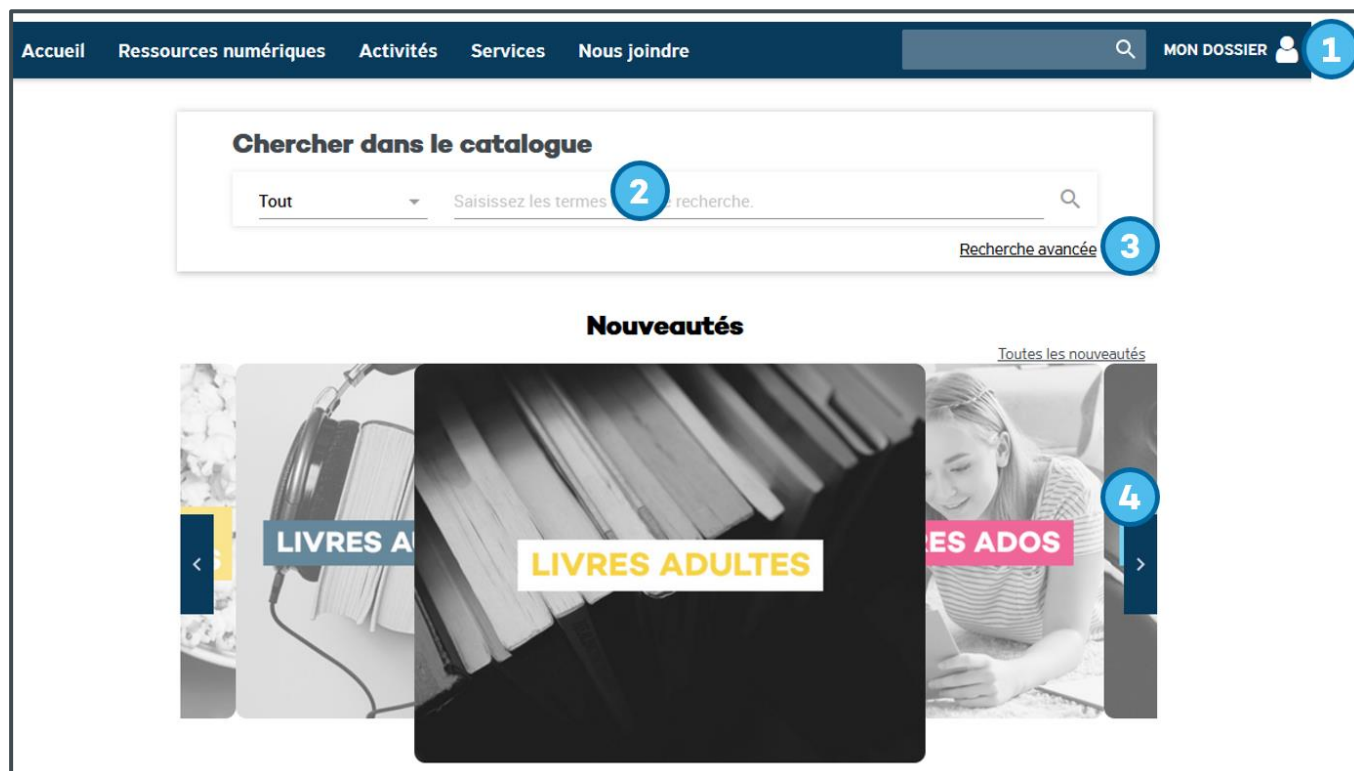 Accueil Ressources numériques Activités Services Nous joindre MON DOSSIER 1
Chercher dans le catalogue
Tout Saisissez les termes 2 recherche.
Recherche avancée 3
Nouveautés
Toutes les nouveautés
4
LIVRES A LIVRES ADULTES ES ADOS